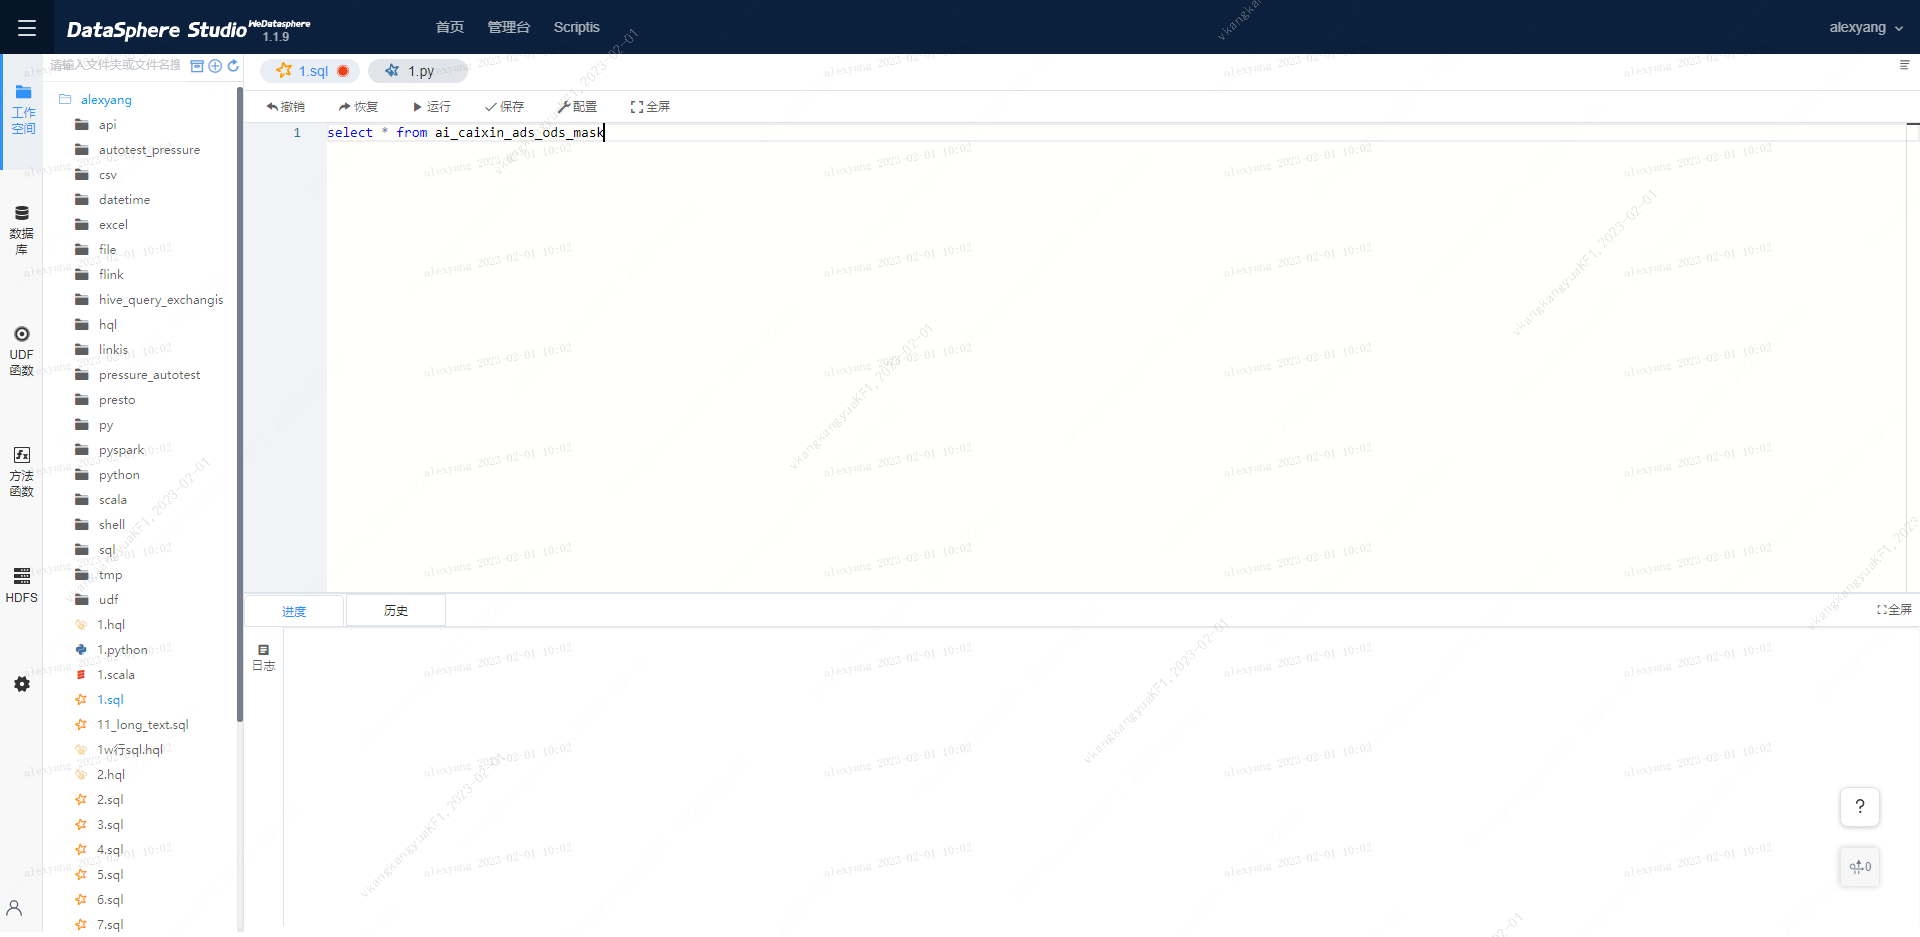 DataSphere Studio WeDatasphere
1.1.9
首页 管理台 Scriptis
alexyang
请输入文件夹或文件名搜
工作
空间
数据
库
UDF
函数
方法
函数
HDFS
alexyang
api
autotest_pressure
csv
datetime
excel
file
flink
hive_query_exchangis
hql
linkis
pressure_autotest
presto
py
pyspark
python
scala
shell
sql
tmp
udf
1.hql
1.python
1.scala
1.sql
11_long_text.sql
1w行sql.hql
2.hql
2.sql
3.sql
4.sql
5.sql
6.sql
7.sql
1.sql 1.py
撤销 恢复 运行 保存 配置 全屏
1 select * from ai_caixin_ads_ods_mask
进度 历史 全屏
日志
?
0
alexyang 2023-02-01 10:02
vkangkangyuaKF1, 2023-02-01